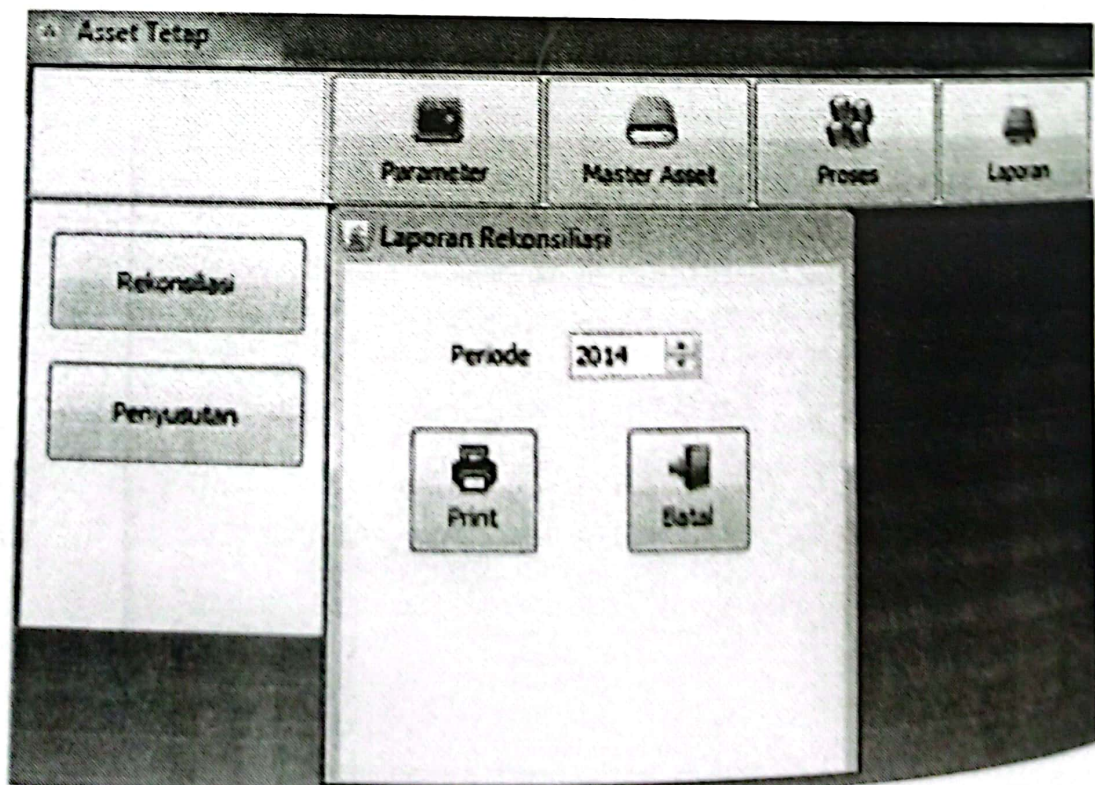 Asset Tetap
Parameter
Master Asset
Proses
Laporan
Rekonsiliasi
Penyusutan
Laporan Rekonsiliasi
Periode 2014
Print
Batal